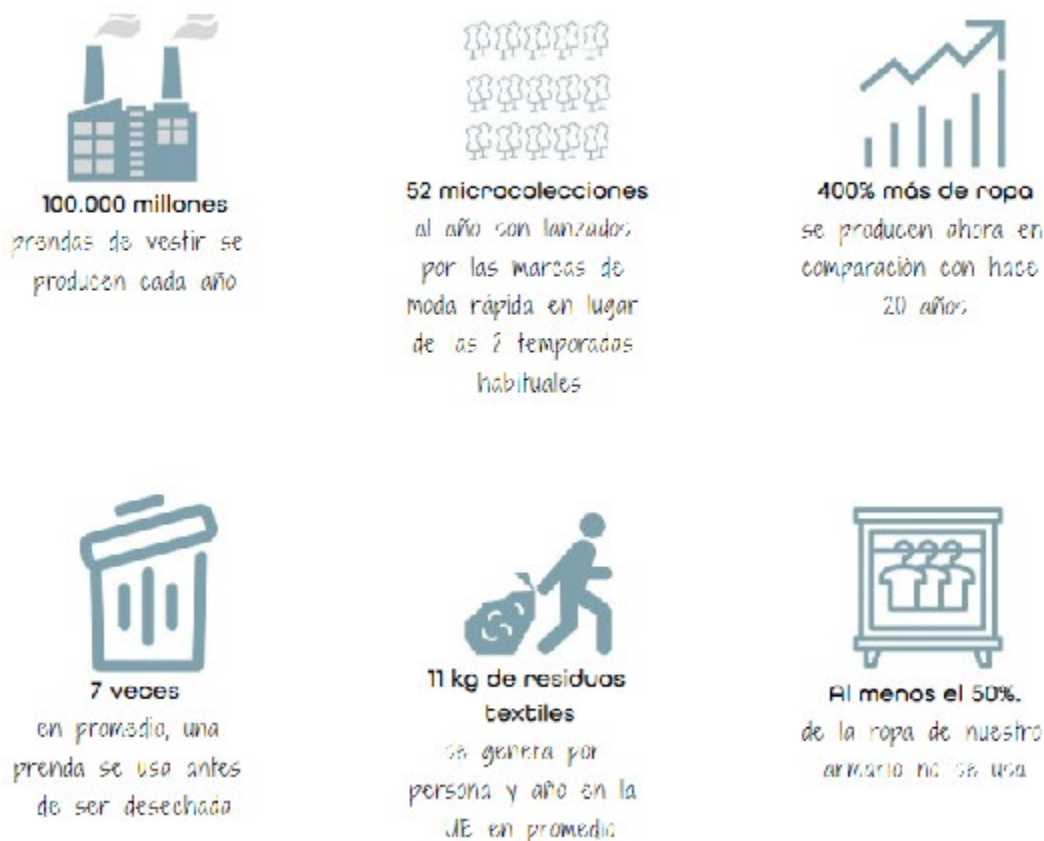 100.000 millones
prendas de vestir se
producen cada año
52 microcolecciones
al año son lanzados
por las marcas de
moda rápida en lugar
de las 2 temporadas
habituales
400% más de ropa
se producen ahora en
comparación con hace
20 años
7 veces
en promedio, una
prenda se usa antes
de ser desechada
11 kg de residuos
textiles
se genera por
persona y año en la
UE en promedio
Al menos el 50%.
de la ropa de nuestro
armario no se usa